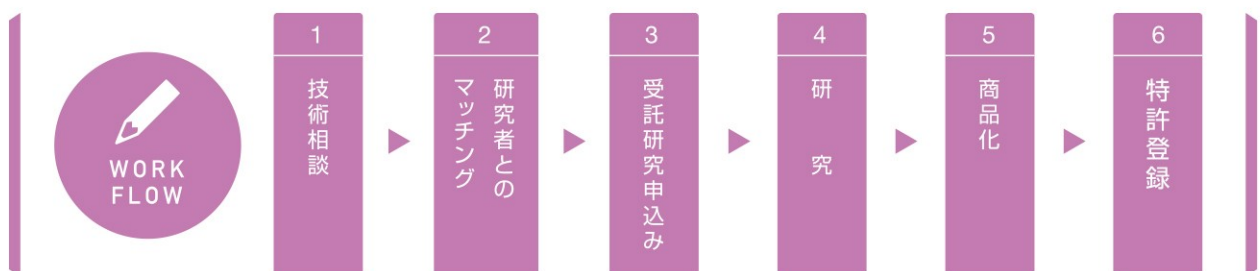 WORK
FLOW
1
技術相談
2
研究者との
マッチング
3
受託研究申込み
4
研究
5
商品化
6
特許登録